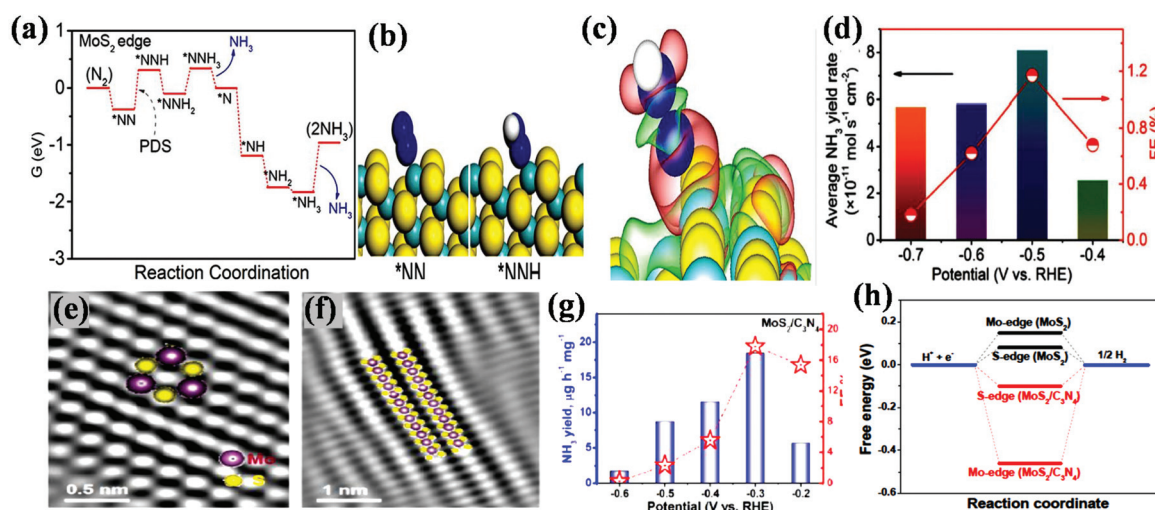 (a)
MoS2 edge
(N2)
*NN
*NNH
*NNH2
*NNH3
NH3
*N
PDS
*NH
*NH2
*NH3
(2NH3)
NH3
G (eV)
1
0
-1
-2
-3
Reaction Coordination
(b)
*NN
*NNH
(c)
(d)
Average NH3 yield rate
(×10-11 mol s-1 cm-2)
8
6
4
2
0
FE (%)
1.2
0.8
0.4
0.0
-0.7 -0.6 -0.5 -0.4
Potential (V vs. RHE)
(e)
Mo
S
0.5 nm
(f)
1 nm
(g)
MoS2/C3N4
NH3 yield, µg h-1 mg-1
20
15
10
5
0
20
16
12
8
4
0
-0.6 -0.5 -0.4 -0.3 -0.2
Potential (V vs. RHE)
(h)
Free energy (eV)
0.2
0.0
-0.2
-0.4
-0.6
Mo-edge (MoS2)
H+ + e-
S-edge (MoS2)
1/2 H2
S-edge (MoS2/C3N4)
Mo-edge (MoS2/C3N4)
Reaction coordinate